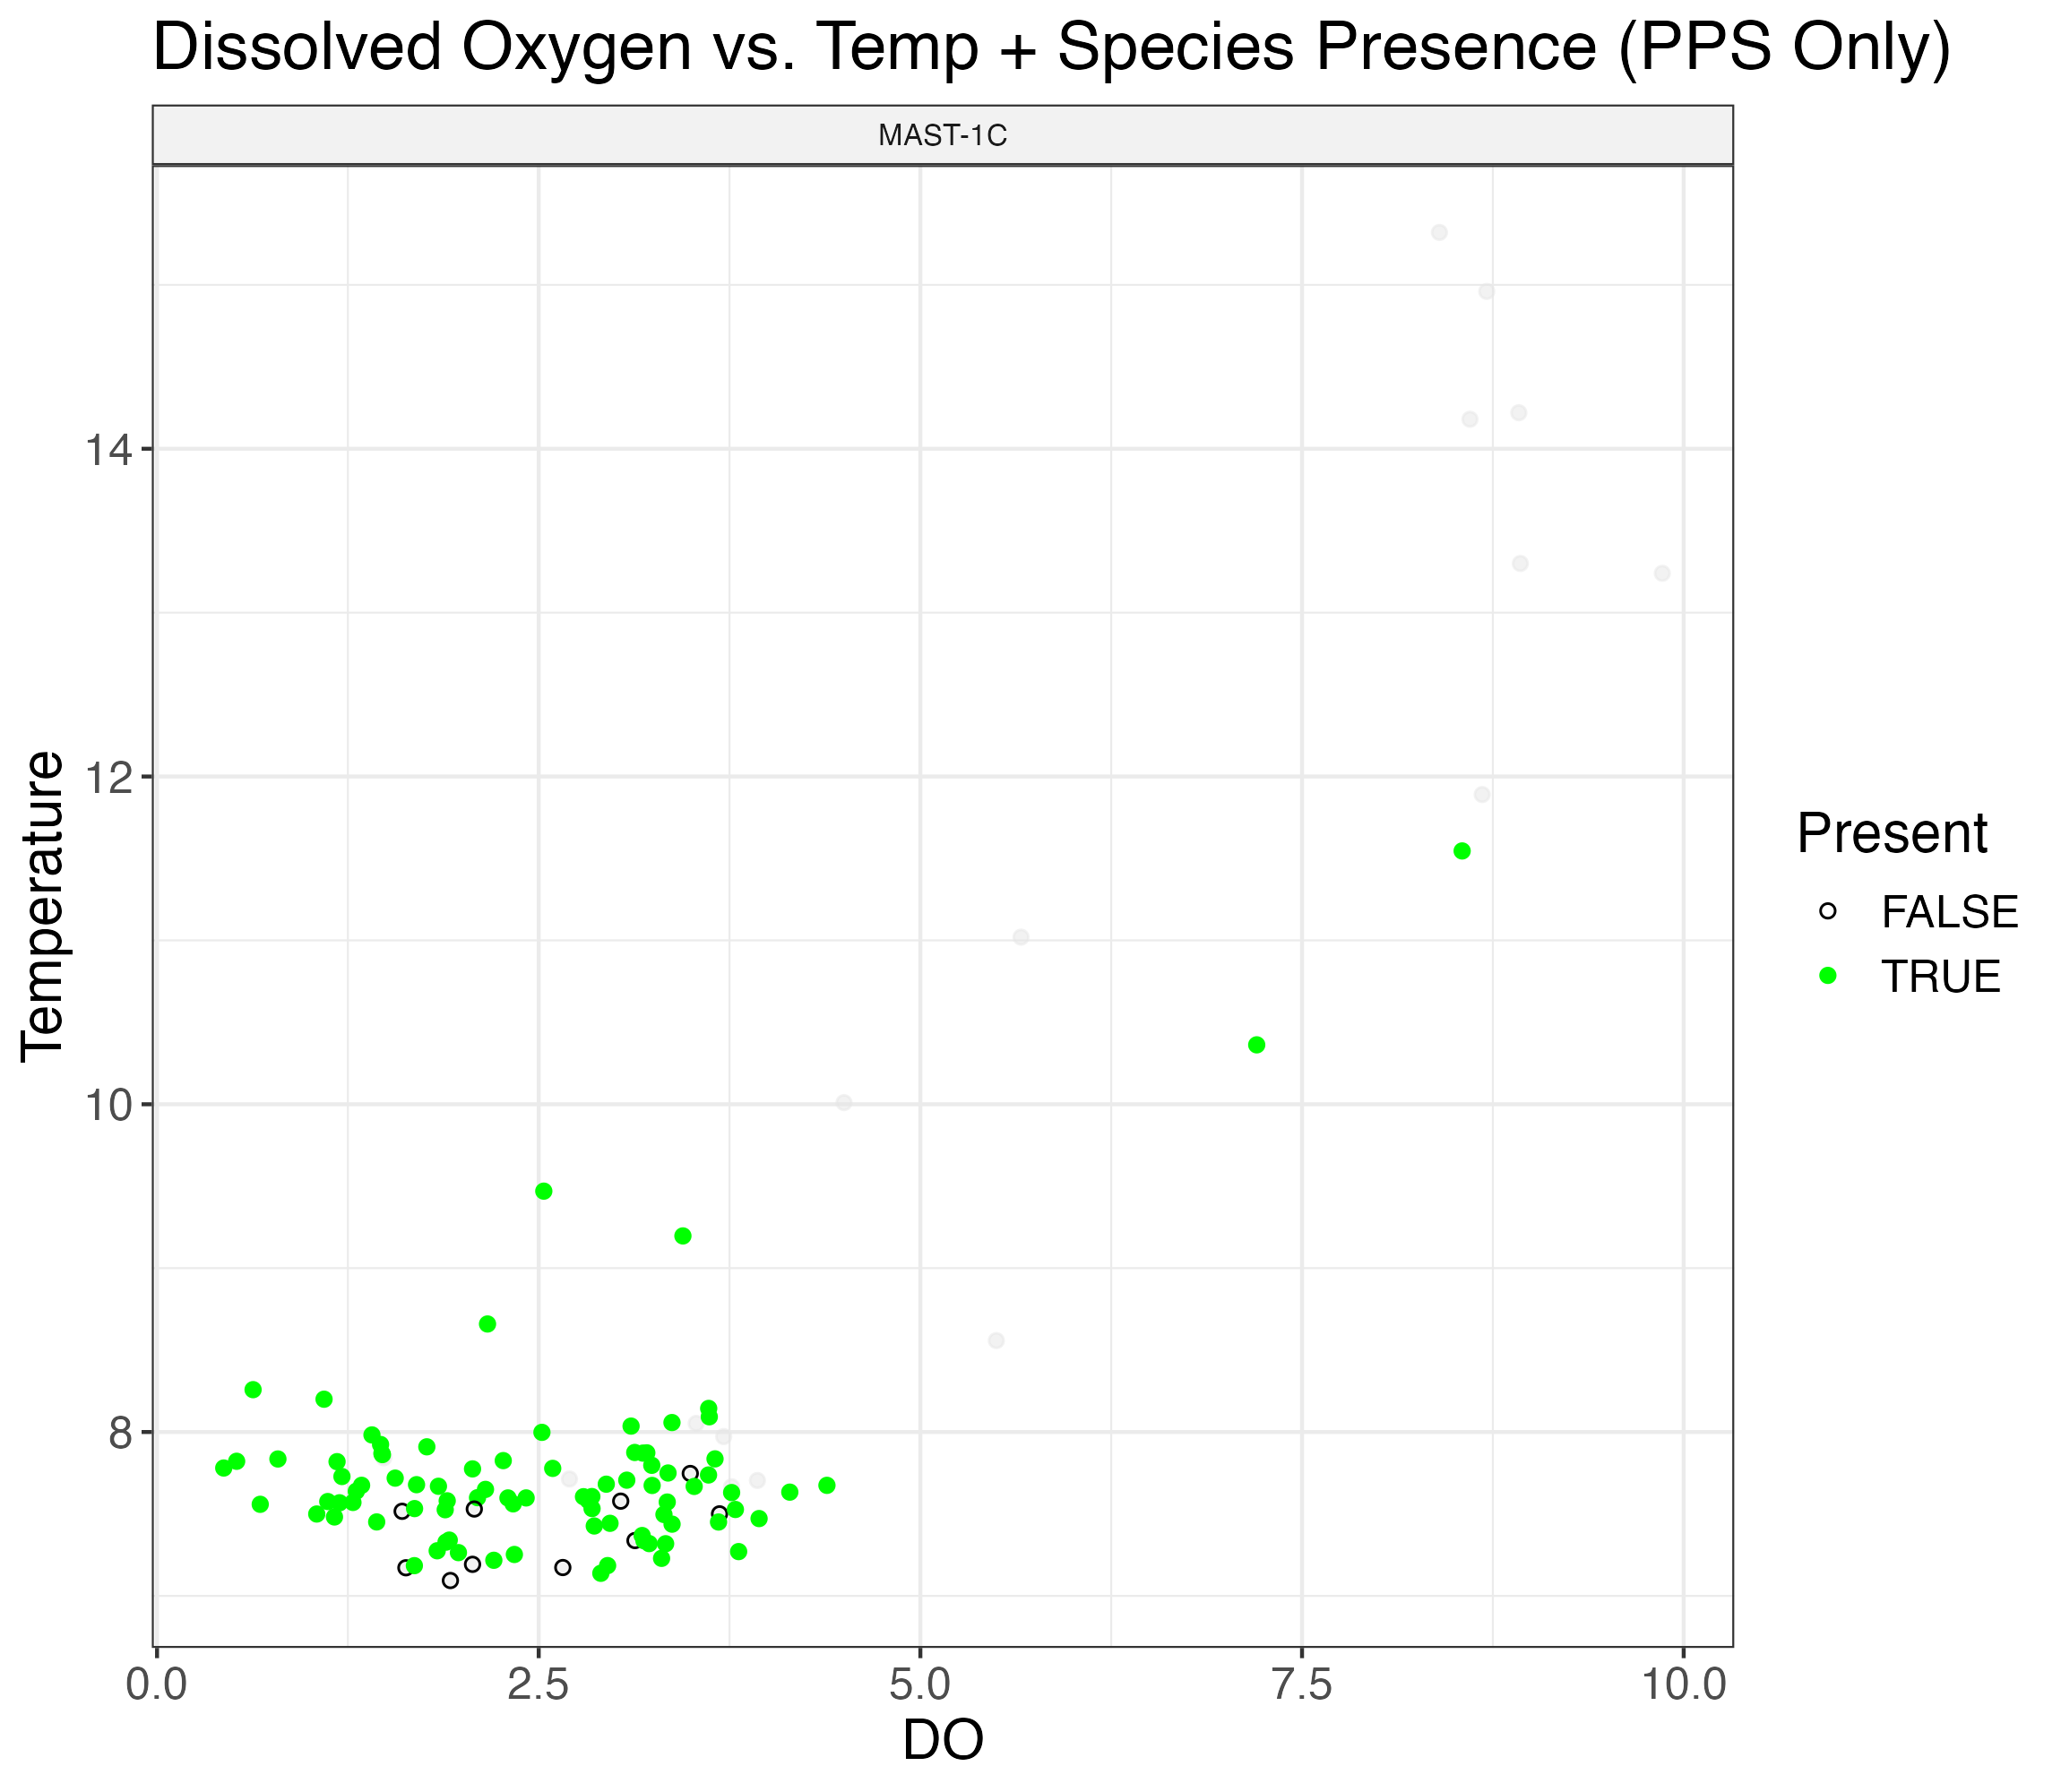 Dissolved Oxygen vs. Temp + Species Presence (PPS Only)
MAST-1C
Temperature
14
12
10
8
0.0 2.5 5.0 7.5 10.0
DO
Present
FALSE
TRUE